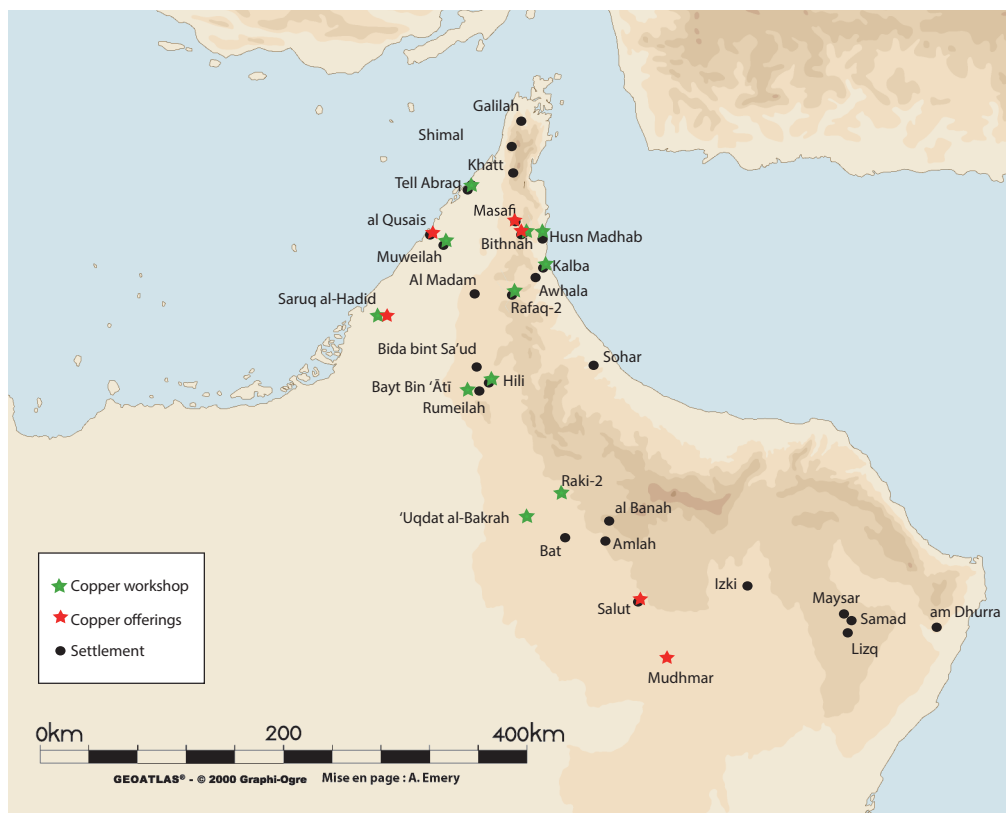 Galilah
Shimal
Khatt
Tell Abraq
Masafi
al Qusais
Husn Madhab
Bithnah
Muweilah
Kalba
Al Madam
Awhala
Saruq al-Hadid
Rafaq-2
Bida bint Sa’ud
Sohar
Hili
Bayt Bin ‘Ātī
Rumeilah
Raki-2
al Banah
‘Uqdat al-Bakrah
Bat
Amlah
Izki
Salut
Maysar
Samad
am Dhurra
Lizq
Mudhmar
Copper workshop
Copper offerings
Settlement
0km 200 400km
GEOATLAS® - © 2000 Graphi-Ogre Mise en page : A. Emery